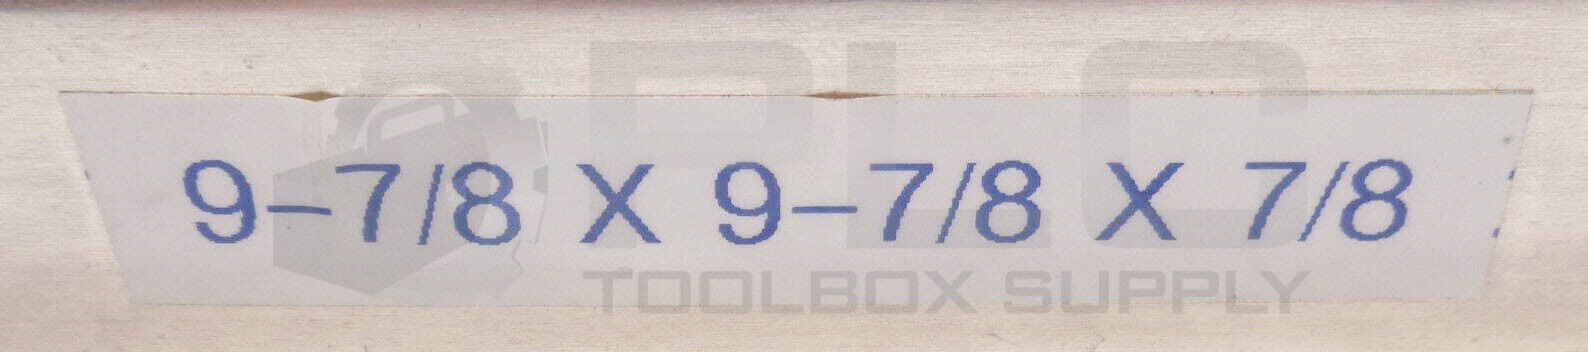 9-7/8 X 9-7/8 X 7/8
PLC
TOOLBOX SUPPLY